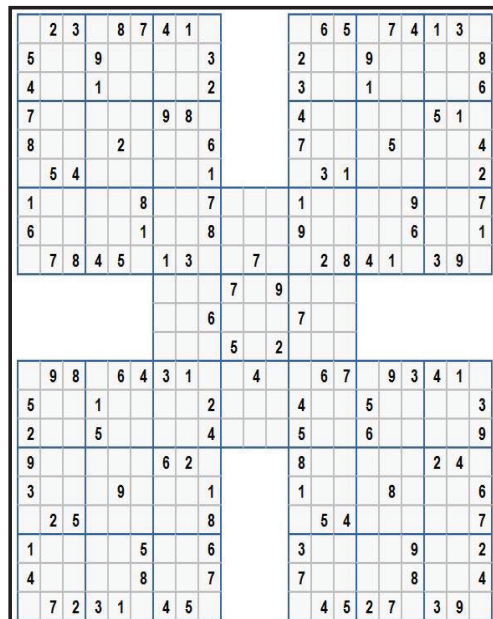 2 3 8 7 4 1 6 5 7 4 1 3
5 9 3 2 9 8
4 1 2 3 1 6
7 9 8 4 5 1
8 2 6 7 5 4
5 4 1 3 1 2
1 8 7 1 9 7
6 1 8 9 6 1
7 8 4 5 1 3 7 2 8 4 1 3 9
7 9
6 7
5 2
9 8 6 4 3 1 4 6 7 9 3 4 1
5 1 2 4 5 3
2 5 4 5 6 9
9 6 2 8 2 4
3 9 1 1 8 6
2 5 8 5 4 7
1 5 6 3 9 2
4 8 7 7 8 4
7 2 3 1 4 5 4 5 2 7 3 9